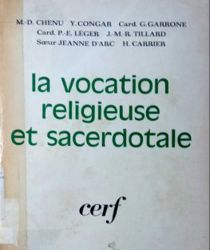 M.-D. CHENU Y. CONGAR Card. G. GARRONE
Card. P.-E. LÉGER J.-M.-R. TILLARD
Sœur JEANNE D'ARC H. CARRIER
la vocation
religieuse
et sacerdotale
cerf